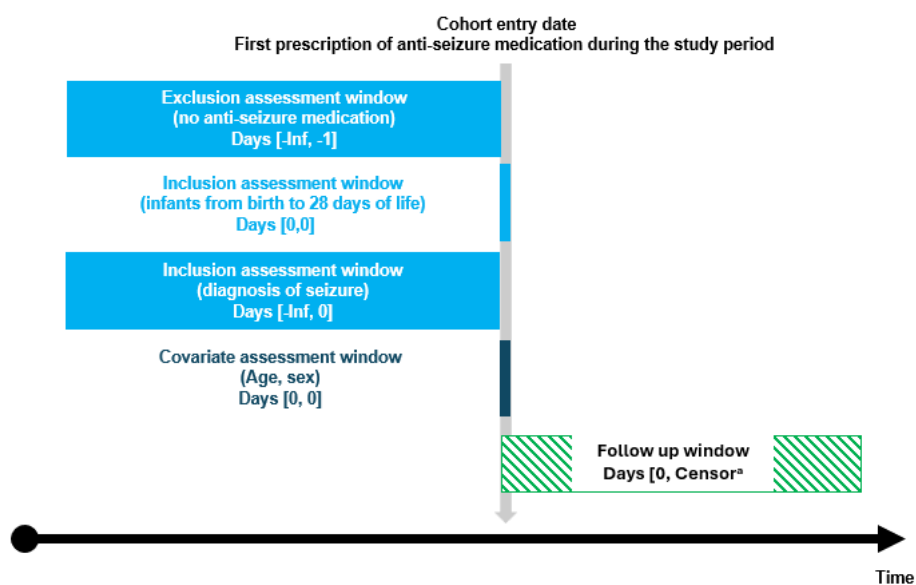 Cohort entry date
First prescription of anti-seizure medication during the study period
Exclusion assessment window
(no anti-seizure medication)
Days [-Inf, -1]
Inclusion assessment window
(infants from birth to 28 days of life)
Days [0,0]
Inclusion assessment window
(diagnosis of seizure)
Days [-Inf, 0]
Covariate assessment window
(Age, sex)
Days [0, 0]
Follow up window
Days [0, Censorᵃ
Time